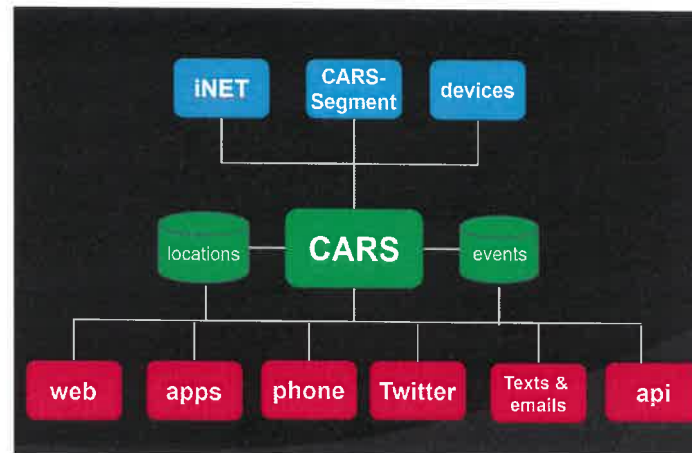 iNET
CARS-
Segment
devices
locations
CARS
events
web
apps
phone
Twitter
Texts &
emails
api